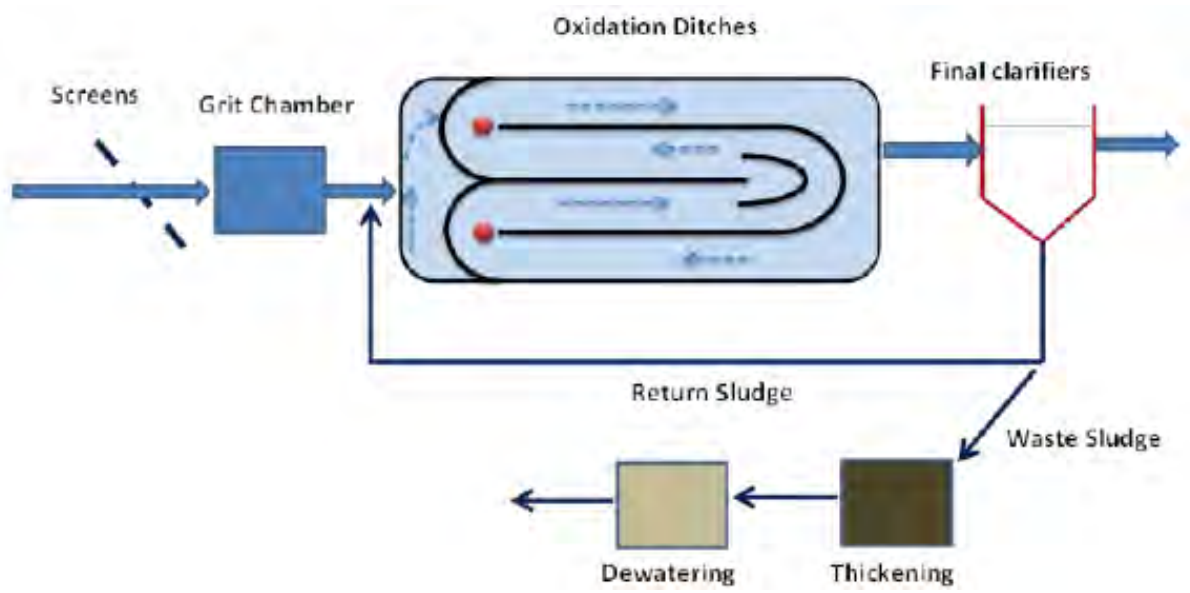 Oxidation Ditches
Final clarifiers
Screens
Grit Chamber
Return Sludge
Waste Sludge
Dewatering
Thickening